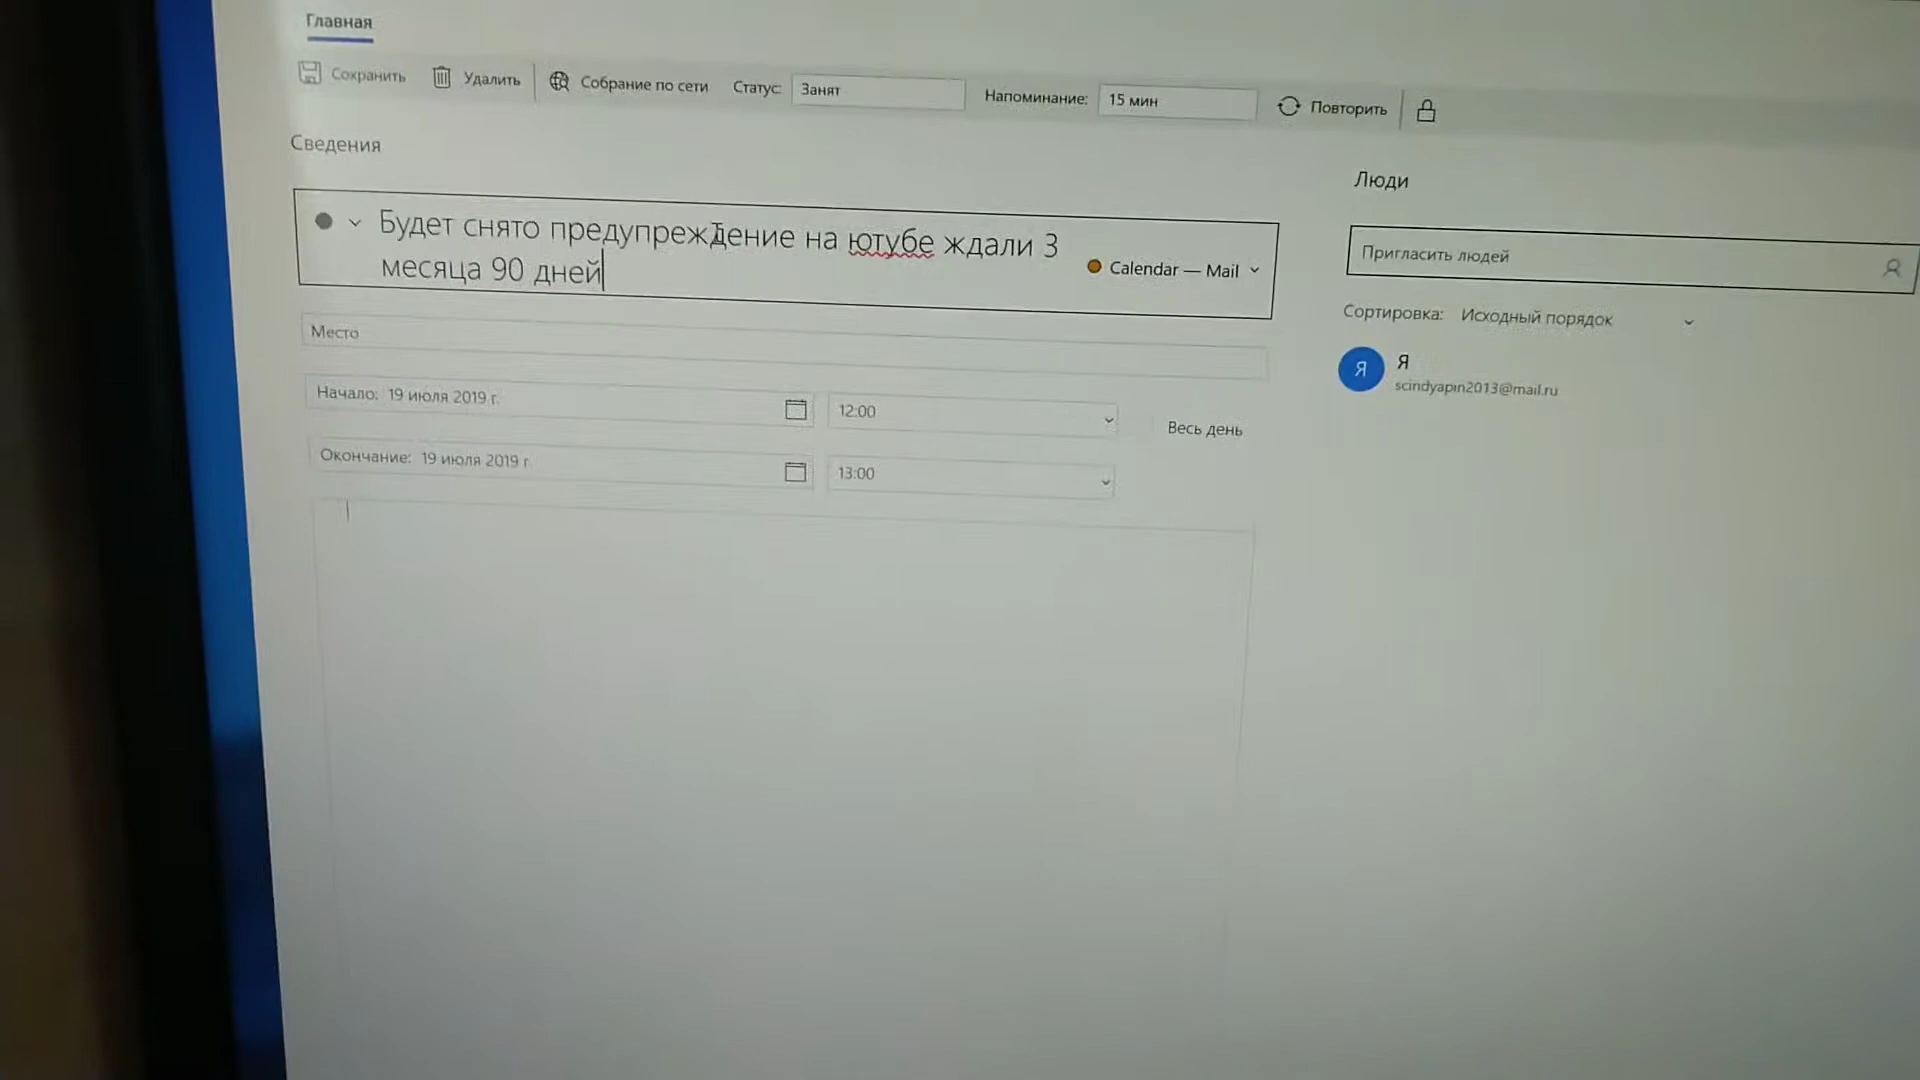 Главная
Сохранить Удалить Собрание по сети Статус: Занят Напоминание: 15 мин Повторить
Сведения
Будет снято предупреждение на ютубе ждали 3
месяца 90 дней
Calendar — Mail
Место
Начало: 19 июля 2019 г. 12:00 Весь день
Окончание: 19 июля 2019 г 13:00
Люди
Пригласить людей
Сортировка: Исходный порядок
Я Я
scindyapin2013@mail.ru